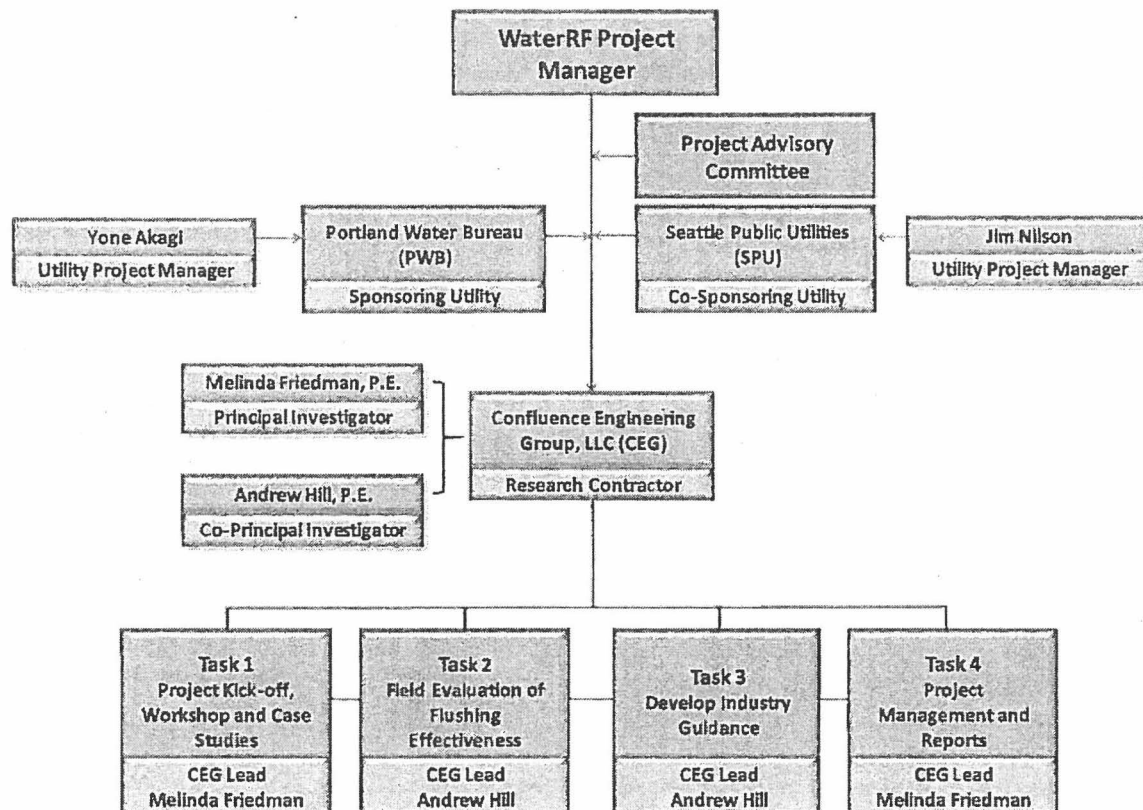 WaterRF Project
Manager
Project Advisory
Committee
Yone Akagi
Utility Project Manager
Portland Water Bureau
(PWB)
Sponsoring Utility
Seattle Public Utilities
(SPU)
Co-Sponsoring Utility
Jim Nilson
Utility Project Manager
Melinda Friedman, P.E.
Principal Investigator
Andrew Hill, P.E.
Co-Principal Investigator
Confluence Engineering
Group, LLC (CEG)
Research Contractor
Task 1
Project Kick-off,
Workshop and Case
Studies
CEG Lead
Melinda Friedman
Task 2
Field Evaluation of
Flushing
Effectiveness
CEG Lead
Andrew Hill
Task 3
Develop Industry
Guidance
CEG Lead
Andrew Hill
Task 4
Project
Management and
Reports
CEG Lead
Melinda Friedman